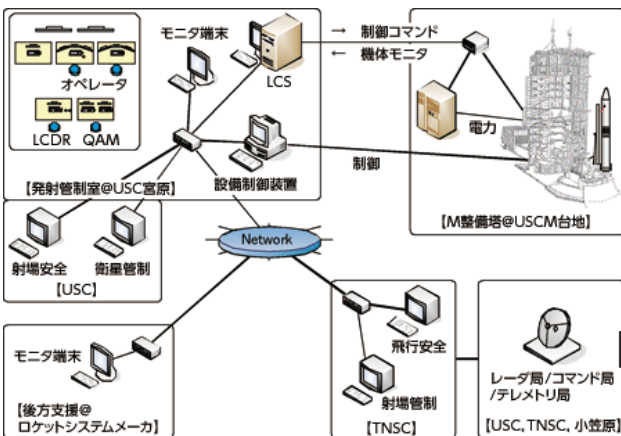 モニタ端末
LCS
→ 制御コマンド
← 機体モニタ
オペレータ
LCDR QAM
電力
制御
【発射管制室@USC宮原】
設備制御装置
【M整備塔@USCM台地】
射場安全
衛星管制
【USC】
Network
モニタ端末
【後方支援@
ロケットシステムメーカ】
飛行安全
射場管制
【TNSC】
レーダ局/コマンド局
/テレメトリ局
【USC, TNSC, 小笠原】